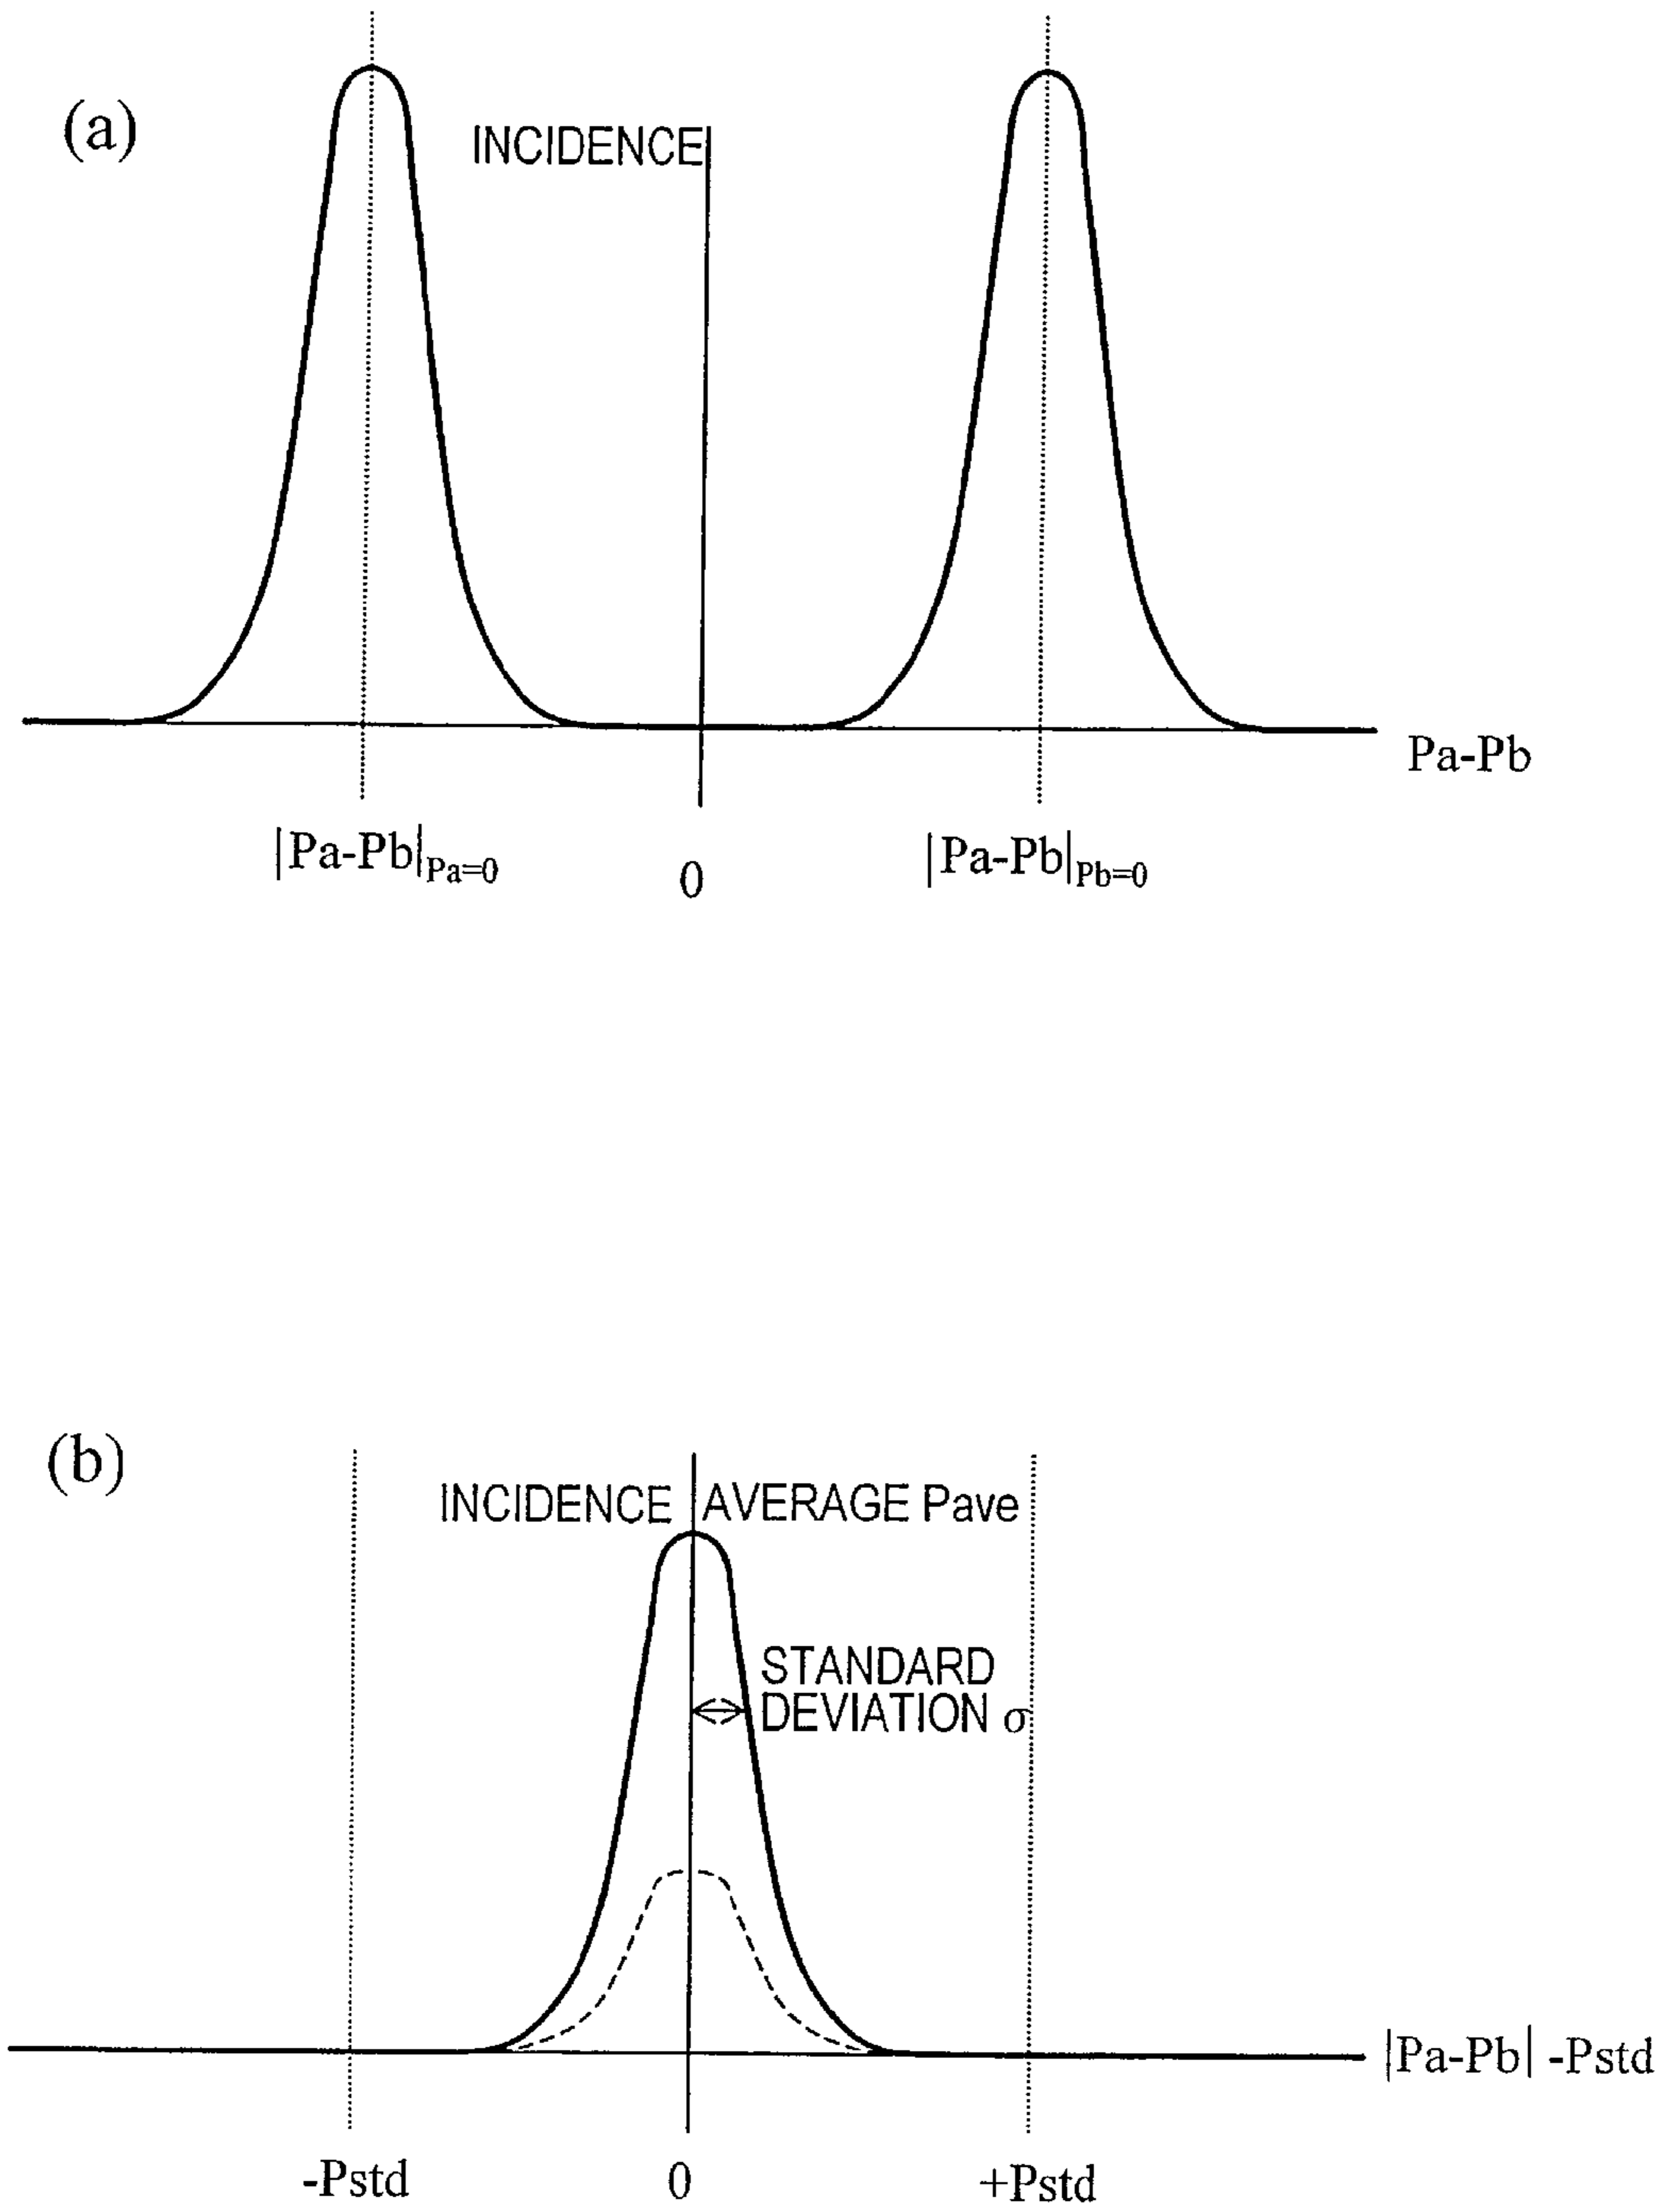 (a)
INCIDENCE
Pa-Pb
|Pa-Pb|Pa=0
0
|Pa-Pb|Pb=0
(b)
INCIDENCE
AVERAGE Pave
STANDARD
DEVIATION σ
|Pa-Pb| -Pstd
-Pstd
0
+Pstd